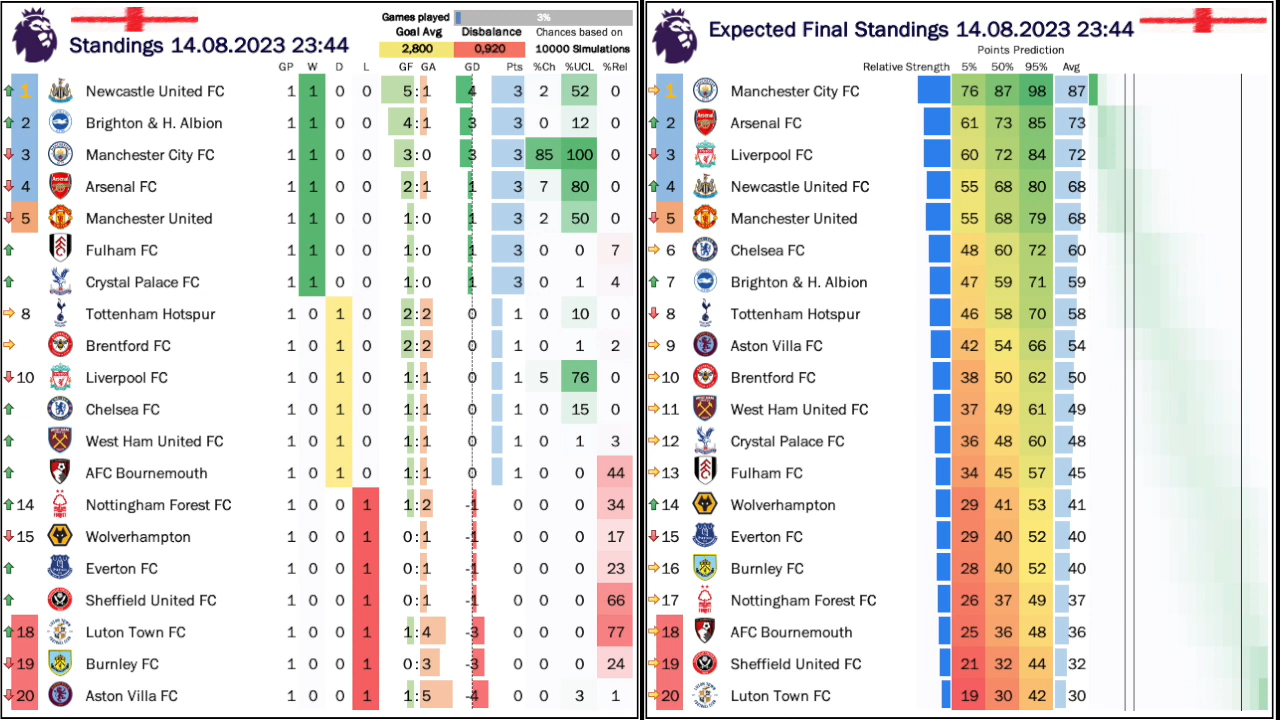 Games played 3%
Goal Avg Disbalance Chances based on
Standings 14.08.2023 23:44 2,800 0,920 10000 Simulations
GP W D L GF GA GD Pts %Ch %UCL %Rel
1 Newcastle United FC 1 1 0 0 5:1 4 3 2 52 0
2 Brighton & H. Albion 1 1 0 0 4:1 3 3 0 12 0
3 Manchester City FC 1 1 0 0 3:0 3 3 85 100 0
4 Arsenal FC 1 1 0 0 2:1 1 3 7 80 0
5 Manchester United 1 1 0 0 1:0 1 3 2 50 0
Fulham FC 1 1 0 0 1:0 1 3 0 0 7
Crystal Palace FC 1 1 0 0 1:0 1 3 0 1 4
8 Tottenham Hotspur 1 0 1 0 2:2 0 1 0 10 0
Brentford FC 1 0 1 0 2:2 0 1 0 1 2
10 Liverpool FC 1 0 1 0 1:1 0 1 5 76 0
Chelsea FC 1 0 1 0 1:1 0 1 0 15 0
West Ham United FC 1 0 1 0 1:1 0 1 0 1 3
AFC Bournemouth 1 0 1 0 1:1 0 1 0 0 44
14 Nottingham Forest FC 1 0 0 1 1:2 -1 0 0 0 34
15 Wolverhampton 1 0 0 1 0:1 -1 0 0 0 17
Everton FC 1 0 0 1 0:1 -1 0 0 0 23
Sheffield United FC 1 0 0 1 0:1 -1 0 0 0 66
18 Luton Town FC 1 0 0 1 1:4 -3 0 0 0 77
19 Burnley FC 1 0 0 1 0:3 -3 0 0 0 24
20 Aston Villa FC 1 0 0 1 1:5 -4 0 0 3 1
Expected Final Standings 14.08.2023 23:44
Points Prediction
Relative Strength 5% 50% 95% Avg
1 Manchester City FC 76 87 98 87
2 Arsenal FC 61 73 85 73
3 Liverpool FC 60 72 84 72
4 Newcastle United FC 55 68 80 68
5 Manchester United 55 68 79 68
6 Chelsea FC 48 60 72 60
7 Brighton & H. Albion 47 59 71 59
8 Tottenham Hotspur 46 58 70 58
9 Aston Villa FC 42 54 66 54
10 Brentford FC 38 50 62 50
11 West Ham United FC 37 49 61 49
12 Crystal Palace FC 36 48 60 48
13 Fulham FC 34 45 57 45
14 Wolverhampton 29 41 53 41
15 Everton FC 29 40 52 40
16 Burnley FC 28 40 52 40
17 Nottingham Forest FC 26 37 49 37
18 AFC Bournemouth 25 36 48 36
19 Sheffield United FC 21 32 44 32
20 Luton Town FC 19 30 42 30